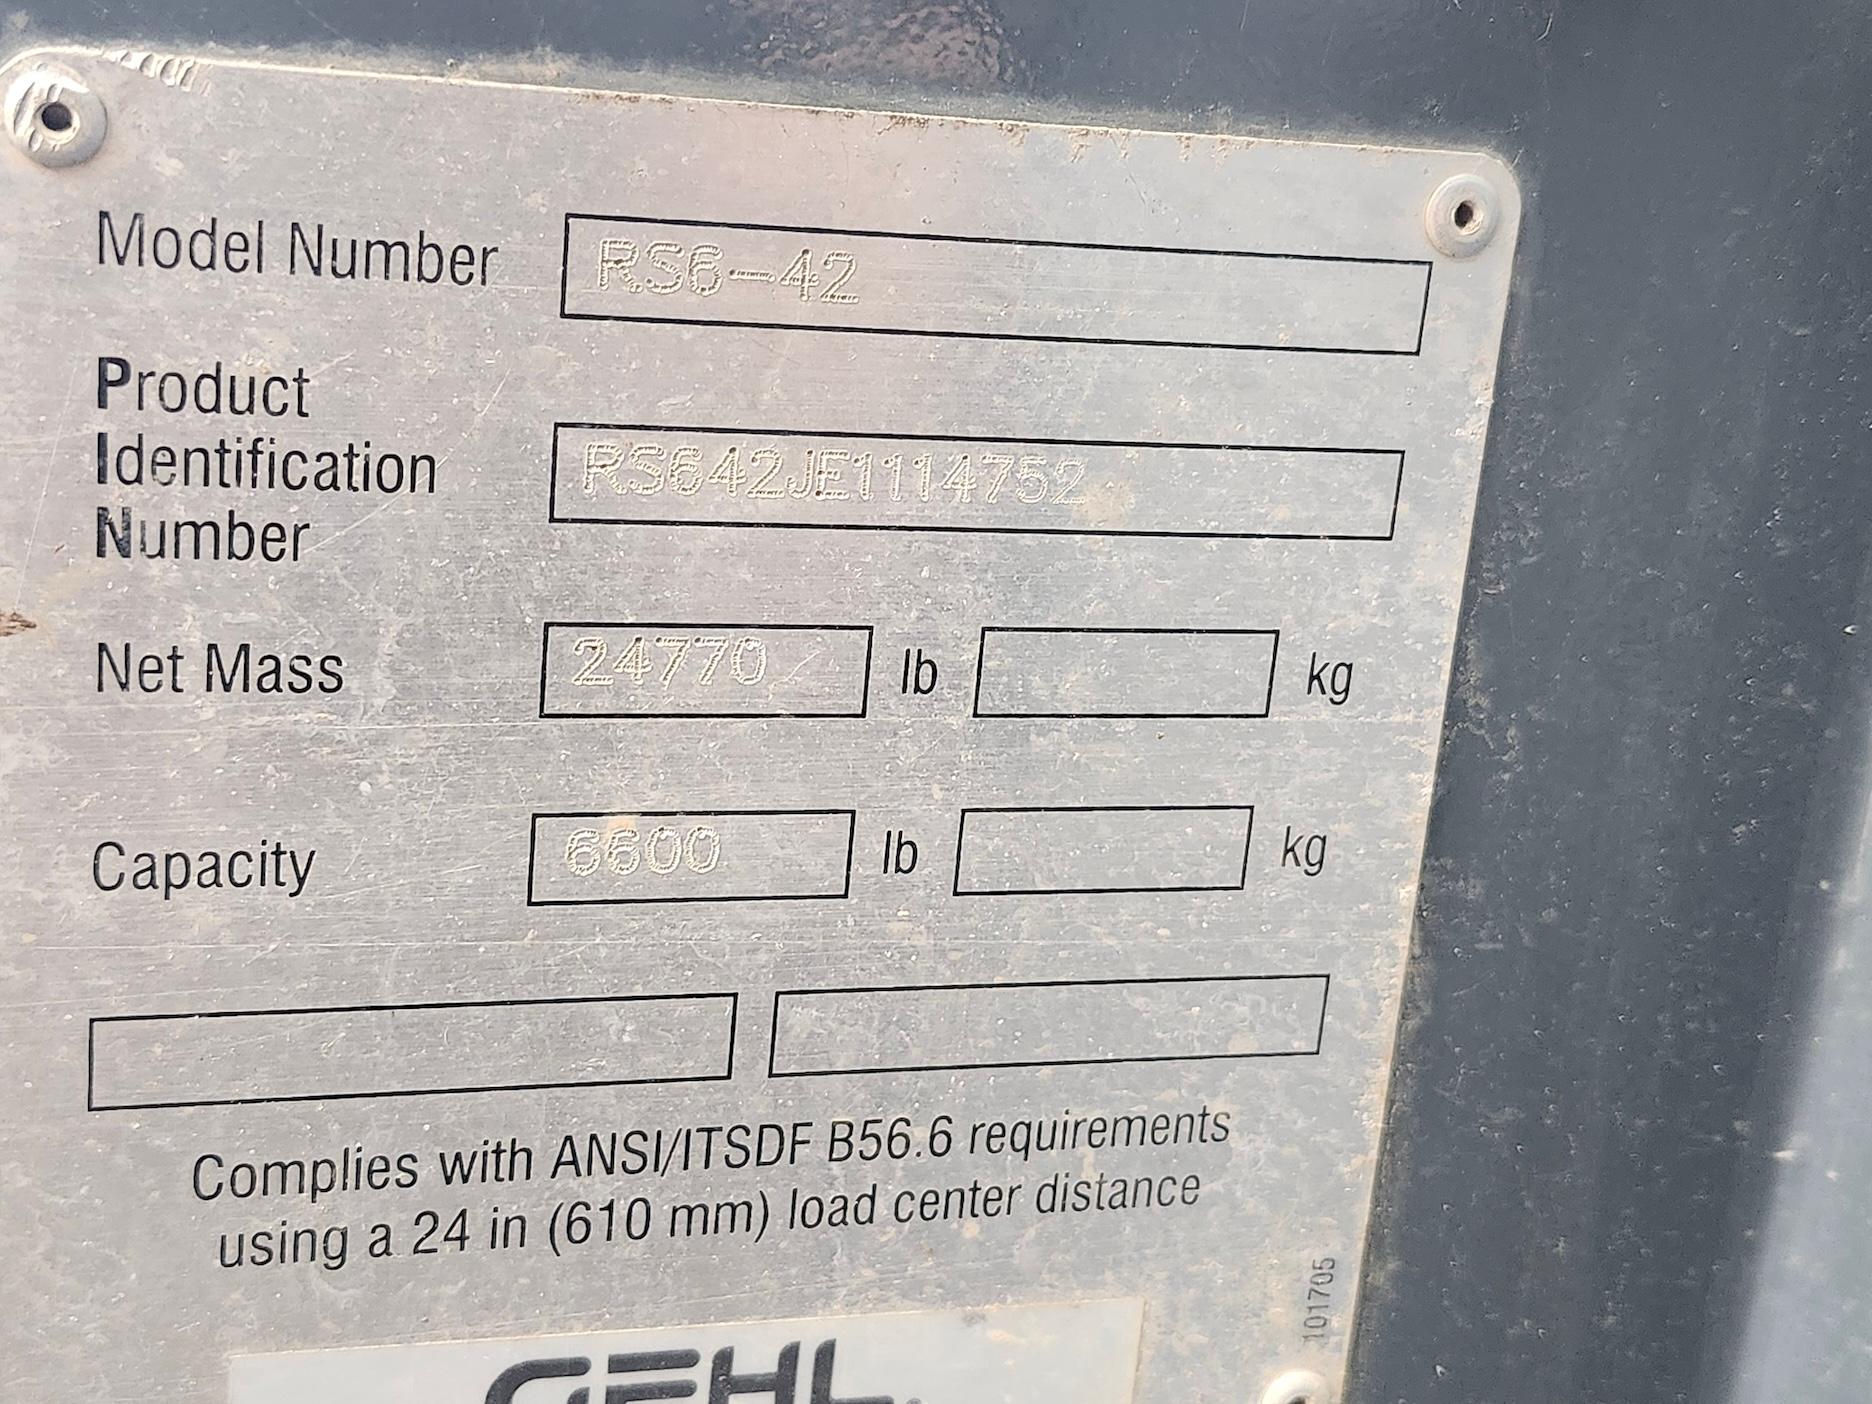 Model Number RS6-42
Product
Identification RS642JE1114752
Number
Net Mass 24770 lb kg
Capacity 6600 lb kg
Complies with ANSI/ITSDF B56.6 requirements
using a 24 in (610 mm) load center distance
101705
GEHL